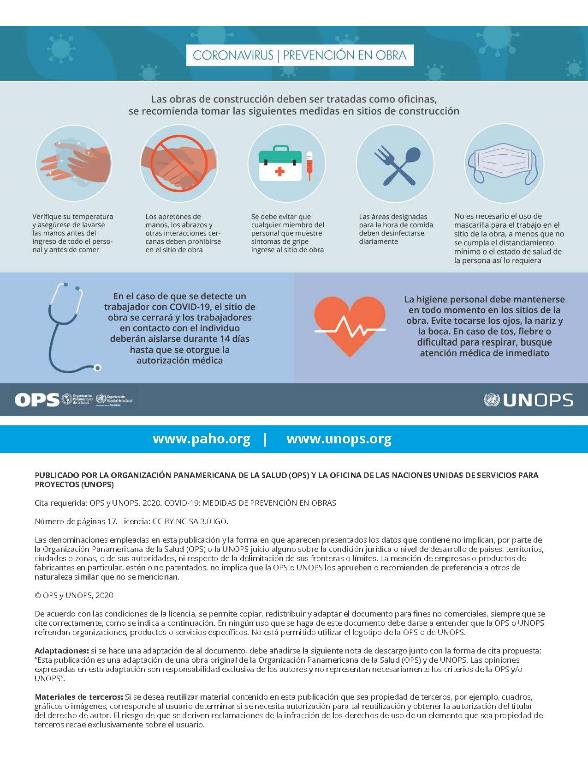 CORONAVIRUS | PREVENCIÓN EN OBRA
Las obras de construcción deben ser tratadas como oficinas,
se recomienda tomar las siguientes medidas en sitios de construcción
Verifique su temperatura
y asegúrese de lavarse
las manos antes del
ingreso de todo el perso-
nal y antes de comer
Los apretones de
manos, los abrazos y
otras interacciones cer-
canas deben prohibirse
en el sitio de obra
Se debe evitar que
cualquier miembro del
personal que muestre
síntomas de gripe
ingrese al sitio de obra
Las áreas designadas
para la hora de comida
deben desinfectarse
diariamente
No es necesario el uso de
mascarilla para el trabajo en el
sitio de la obra, a menos que no
se cumpla el distanciamiento
mínimo o el estado de salud de
la persona así lo requiera
En el caso de que se detecte un
trabajador con COVID-19, el sitio de
obra se cerrará y los trabajadores
en contacto con el individuo
deberán aislarse durante 14 días
hasta que se otorgue la
autorización médica
La higiene personal debe mantenerse
en todo momento en los sitios de la
obra. Evite tocarse los ojos, la nariz y
la boca. En caso de tos, fiebre o
dificultad para respirar, busque
atención médica de inmediato
OPS
UNOPS
www.paho.org | www.unops.org
PUBLICADO POR LA ORGANIZACIÓN PANAMERICANA DE LA SALUD (OPS) Y LA OFICINA DE LAS NACIONES UNIDAS DE SERVICIOS PARA
PROYECTOS (UNOPS)
Cita requerida: OPS y UNOPS. 2020. COVID-19: MEDIDAS DE PREVENCIÓN EN OBRAS
Número de páginas 17. Licencia: CC BY-NC-SA 3.0 IGO.
Las denominaciones empleadas en esta publicación y la forma en que aparecen presentados los datos que contiene no implican, por parte de
la Organización Panamericana de la Salud (OPS) o la UNOPS juicio alguno sobre la condición jurídica o nivel de desarrollo de países, territorios,
ciudades o zonas, o de sus autoridades, ni respecto de la delimitación de sus fronteras o límites. La mención de empresas o productos de
fabricantes en particular, estén o no patentados, no implica que la OPS o UNOPS los aprueben o recomienden de preferencia a otros de
naturaleza similar que no se mencionan.
© OPS y UNOPS, 2020
De acuerdo con las condiciones de la licencia, se permite copiar, redistribuir y adaptar el documento para fines no comerciales, siempre que se
cite correctamente, como se indica a continuación. En ningún uso que se haga de este documento debe darse a entender que la OPS o UNOPS
refrendan organizaciones, productos o servicios específicos. No está permitido utilizar el logotipo de la OPS o de UNOPS.
Adaptaciones: si se hace una adaptación de al documento, debe añadirse la siguiente nota de descargo junto con la forma de cita propuesta:
"Esta publicación es una adaptación de una obra original de la Organización Panamericana de la Salud (OPS) y de UNOPS. Las opiniones
expresadas en esta adaptación son responsabilidad exclusiva de los autores y no representan necesariamente los criterios de la OPS y/o
UNOPS".
Materiales de terceros: Si se desea reutilizar material contenido en esta publicación que sea propiedad de terceros, por ejemplo, cuadros,
gráficos o imágenes, corresponde al usuario determinar si se necesita autorización para tal reutilización y obtener la autorización del titular
del derecho de autor. El riesgo de que se deriven reclamaciones de la infracción de los derechos de uso de un elemento que sea propiedad de
terceros recae exclusivamente sobre el usuario.